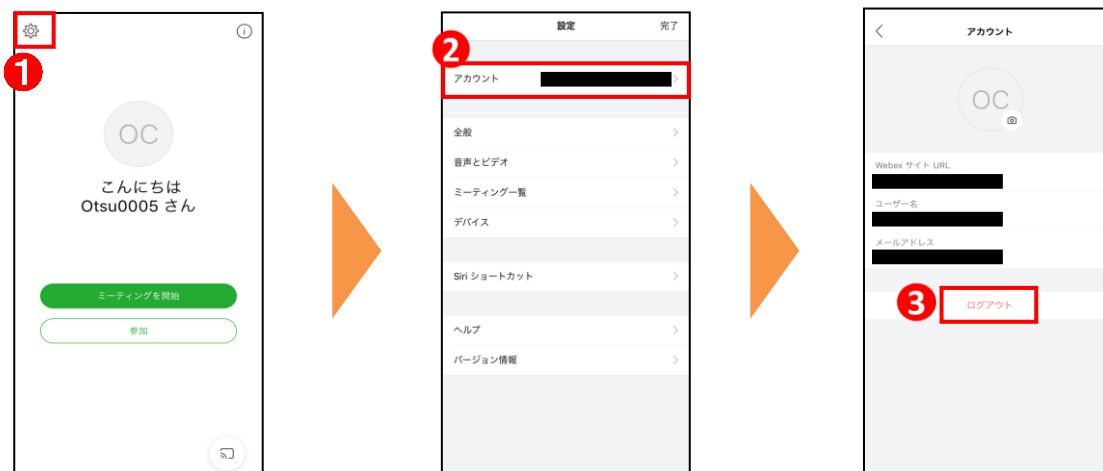 1
OC
こんにちは
Otsu0005 さん
ミーティングを開始
参加
2
設定
完了
アカウント
全般
音声とビデオ
ミーティング一覧
デバイス
Siri ショートカット
ヘルプ
バージョン情報
アカウント
OC
Webex サイト URL
ユーザー名
メールアドレス
3
ログアウト